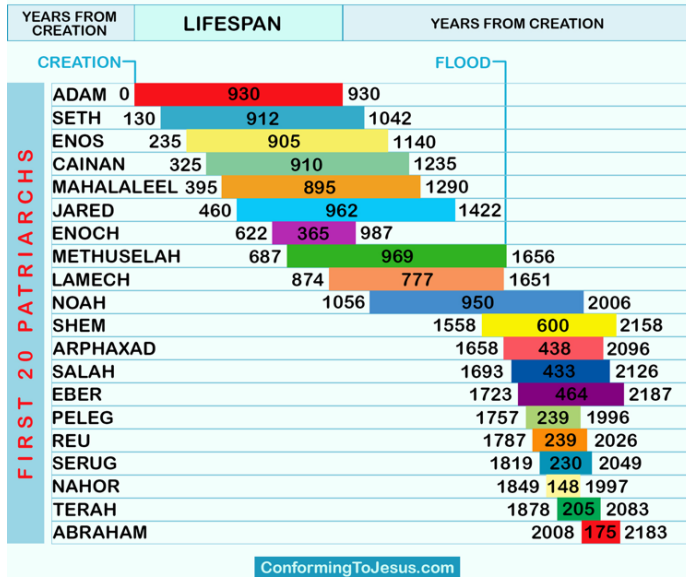 YEARS FROM CREATION
LIFESPAN
YEARS FROM CREATION
CREATION
FLOOD
FIRST 20 PATRIARCHS
ADAM 0 930 930
SETH 130 912 1042
ENOS 235 905 1140
CAINAN 325 910 1235
MAHALALEEL 395 895 1290
JARED 460 962 1422
ENOCH 622 365 987
METHUSELAH 687 969 1656
LAMECH 874 777 1651
NOAH 1056 950 2006
SHEM 1558 600 2158
ARPHAXAD 1658 438 2096
SALAH 1693 433 2126
EBER 1723 464 2187
PELEG 1757 239 1996
REU 1787 239 2026
SERUG 1819 230 2049
NAHOR 1849 148 1997
TERAH 1878 205 2083
ABRAHAM 2008 175 2183
ConformingToJesus.com